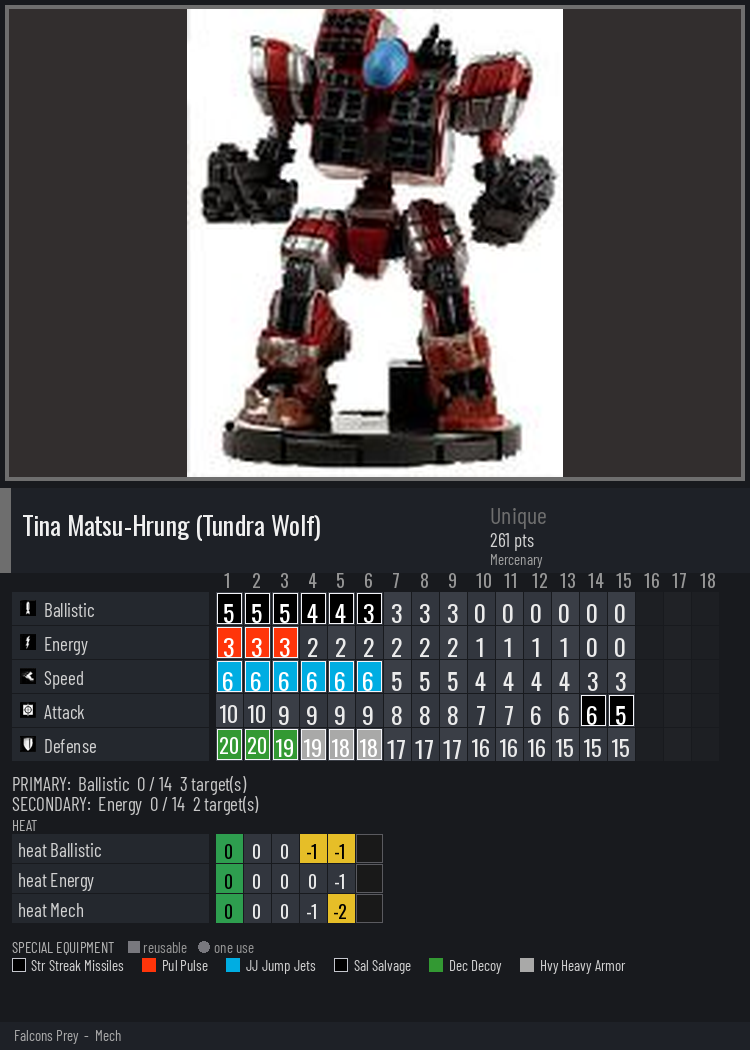 Tina Matsu-Hrung (Tundra Wolf)
Unique
261 pts
Mercenary
1 2 3 4 5 6 7 8 9 10 11 12 13 14 15 16 17 18
Ballistic 5 5 5 4 4 3 3 3 3 0 0 0 0 0 0
Energy 3 3 3 2 2 2 2 2 2 1 1 1 1 0 0
Speed 6 6 6 6 6 6 5 5 5 4 4 4 4 3 3
Attack 10 10 9 9 9 9 8 8 8 7 7 6 6 6 5
Defense 20 20 19 19 18 18 17 17 17 16 16 16 15 15 15
PRIMARY: Ballistic 0 / 14 3 target(s)
SECONDARY: Energy 0 / 14 2 target(s)
HEAT
heat Ballistic 0 0 0 -1 -1
heat Energy 0 0 0 0 -1
heat Mech 0 0 0 -1 -2
SPECIAL EQUIPMENT reusable one use
Str Streak Missiles Pul Pulse JJ Jump Jets Sal Salvage Dec Decoy Hvy Heavy Armor
Falcons Prey - Mech